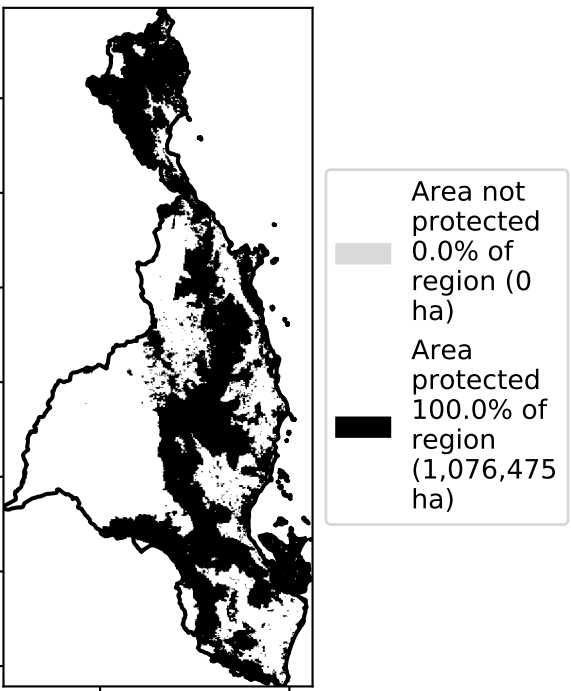 Area not
protected
0.0% of
region (0
ha)
Area
protected
100.0% of
region
(1,076,475
ha)